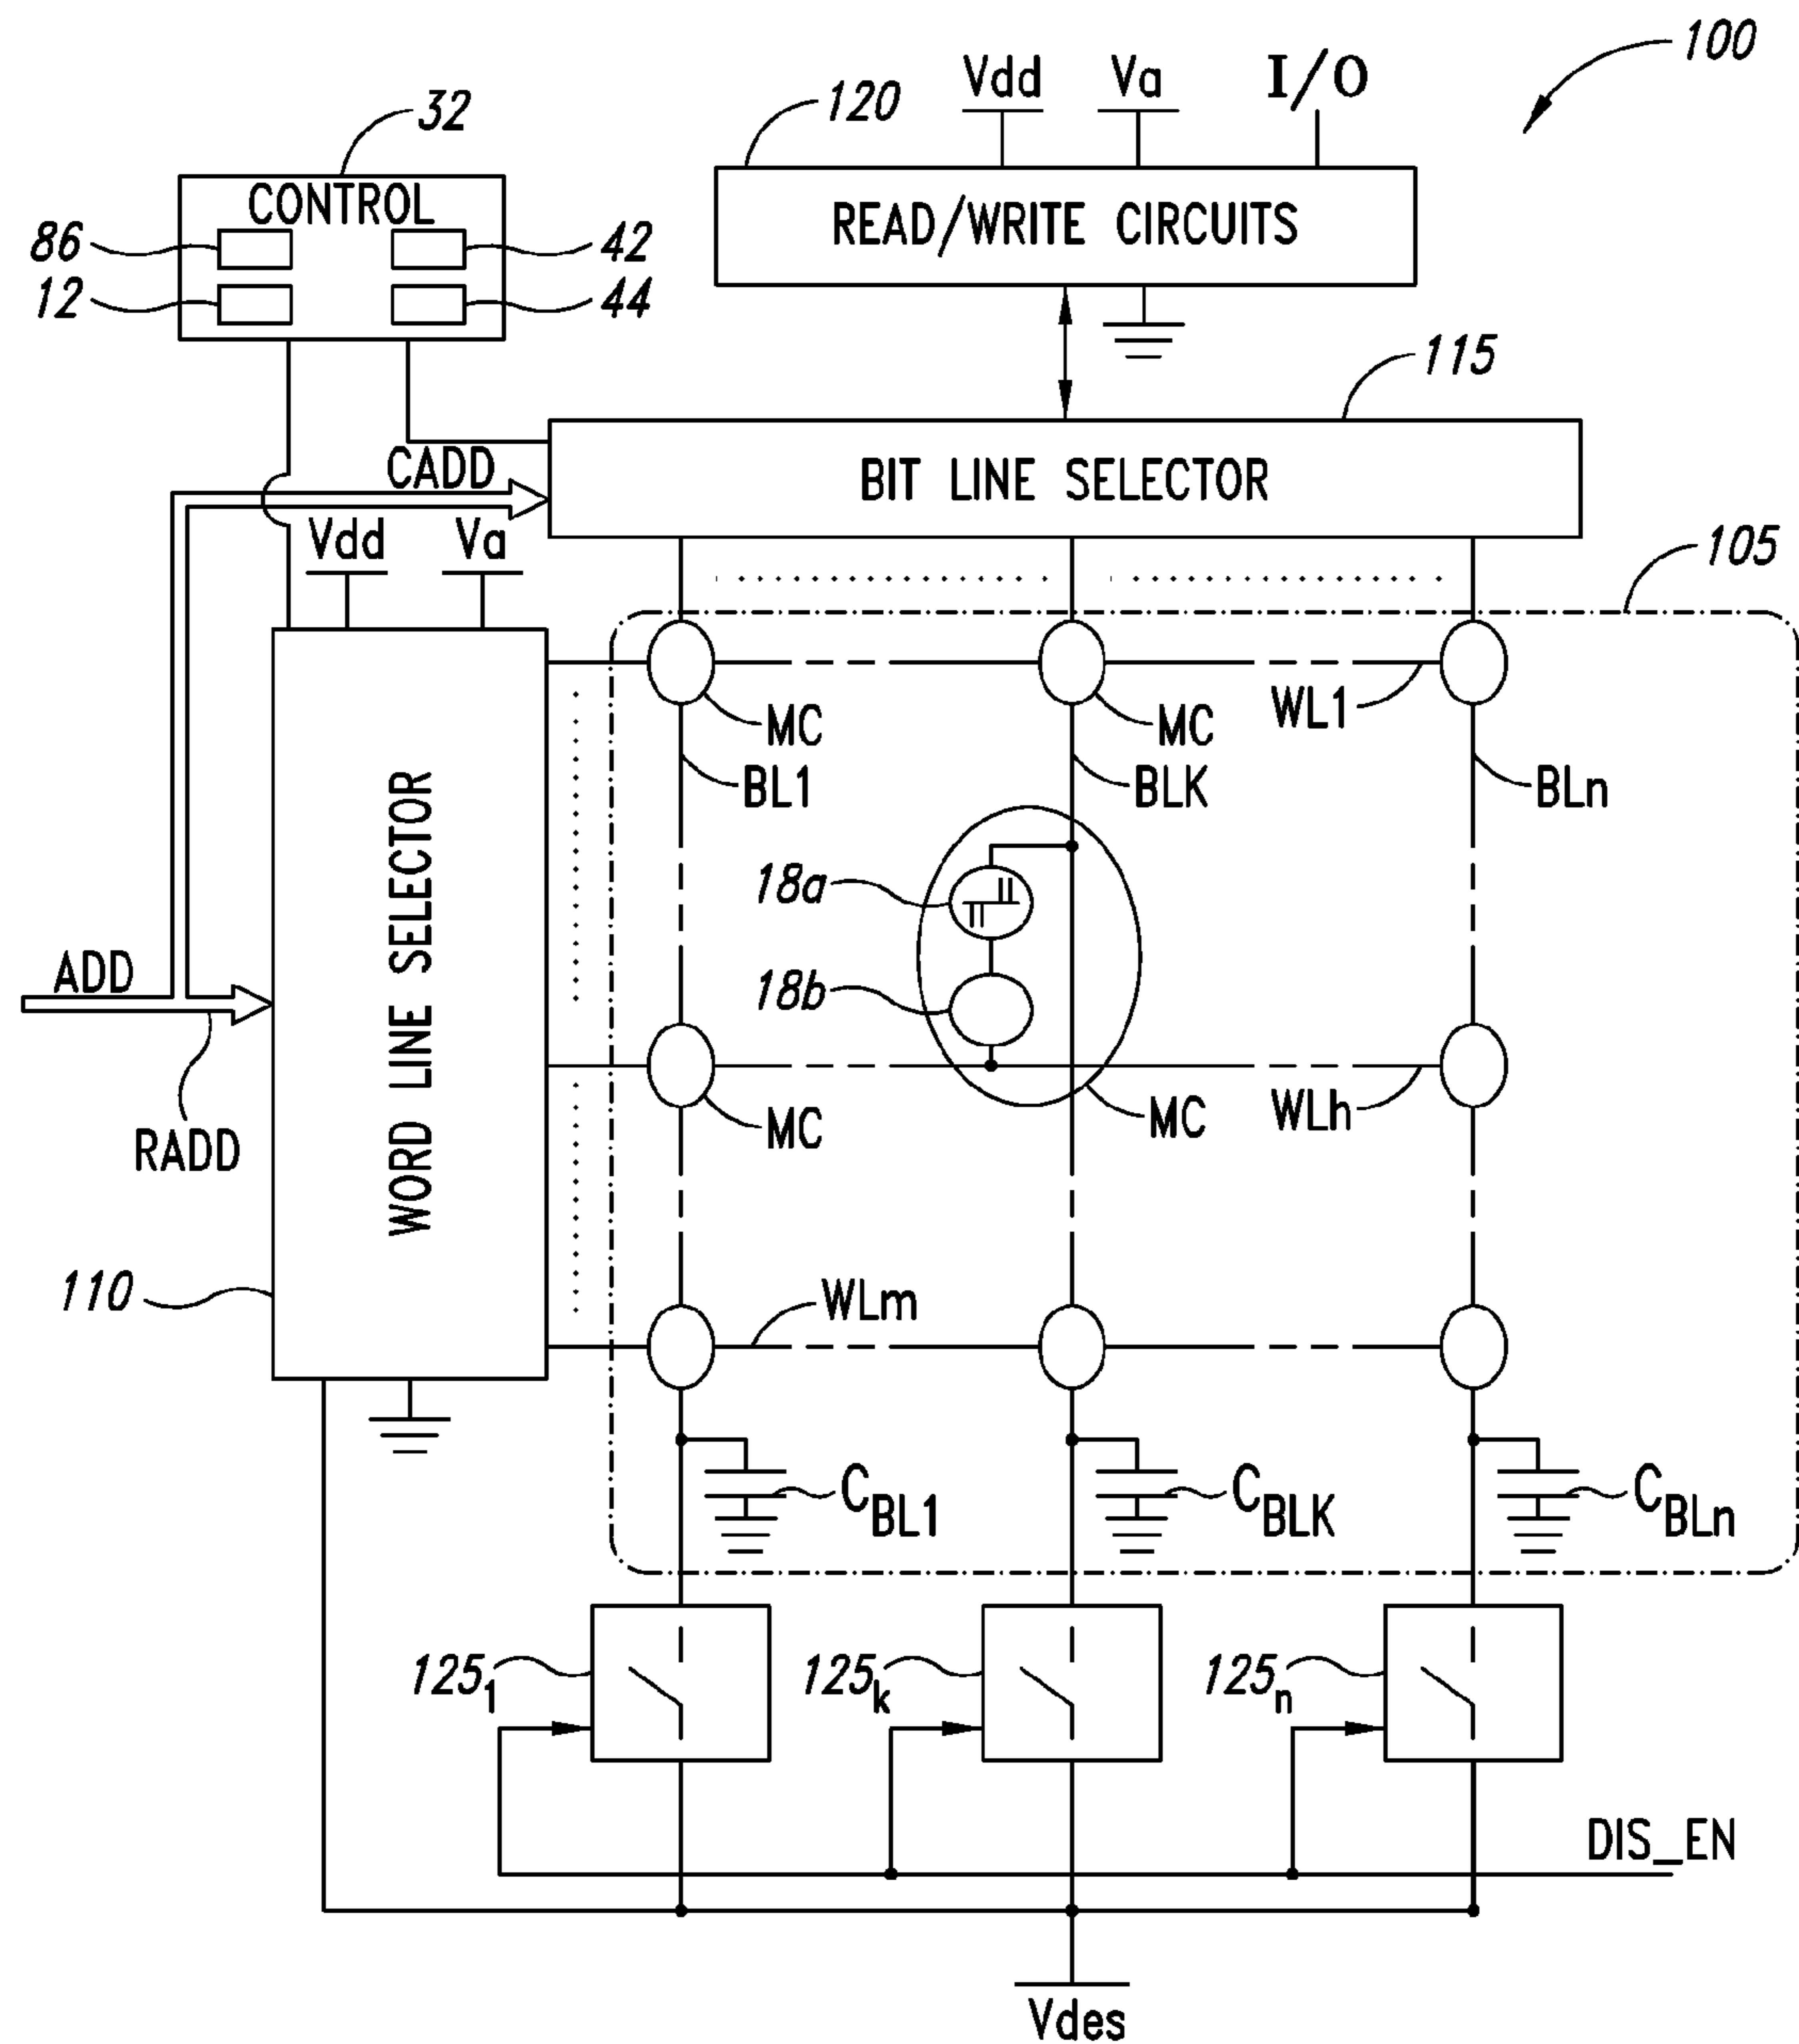 100
Vdd Va I/O
120
32
CONTROL
READ/WRITE CIRCUITS
86 42
12 44
115
CADD
BIT LINE SELECTOR
Vdd Va
105
MC MC WL1
BL1 BLK BLn
WORD LINE SELECTOR
18a
ADD
18b
RADD
MC MC WLh
110
WLm
CBL1 CBLK CBLn
1251 125k 125n
DIS_EN
Vdes